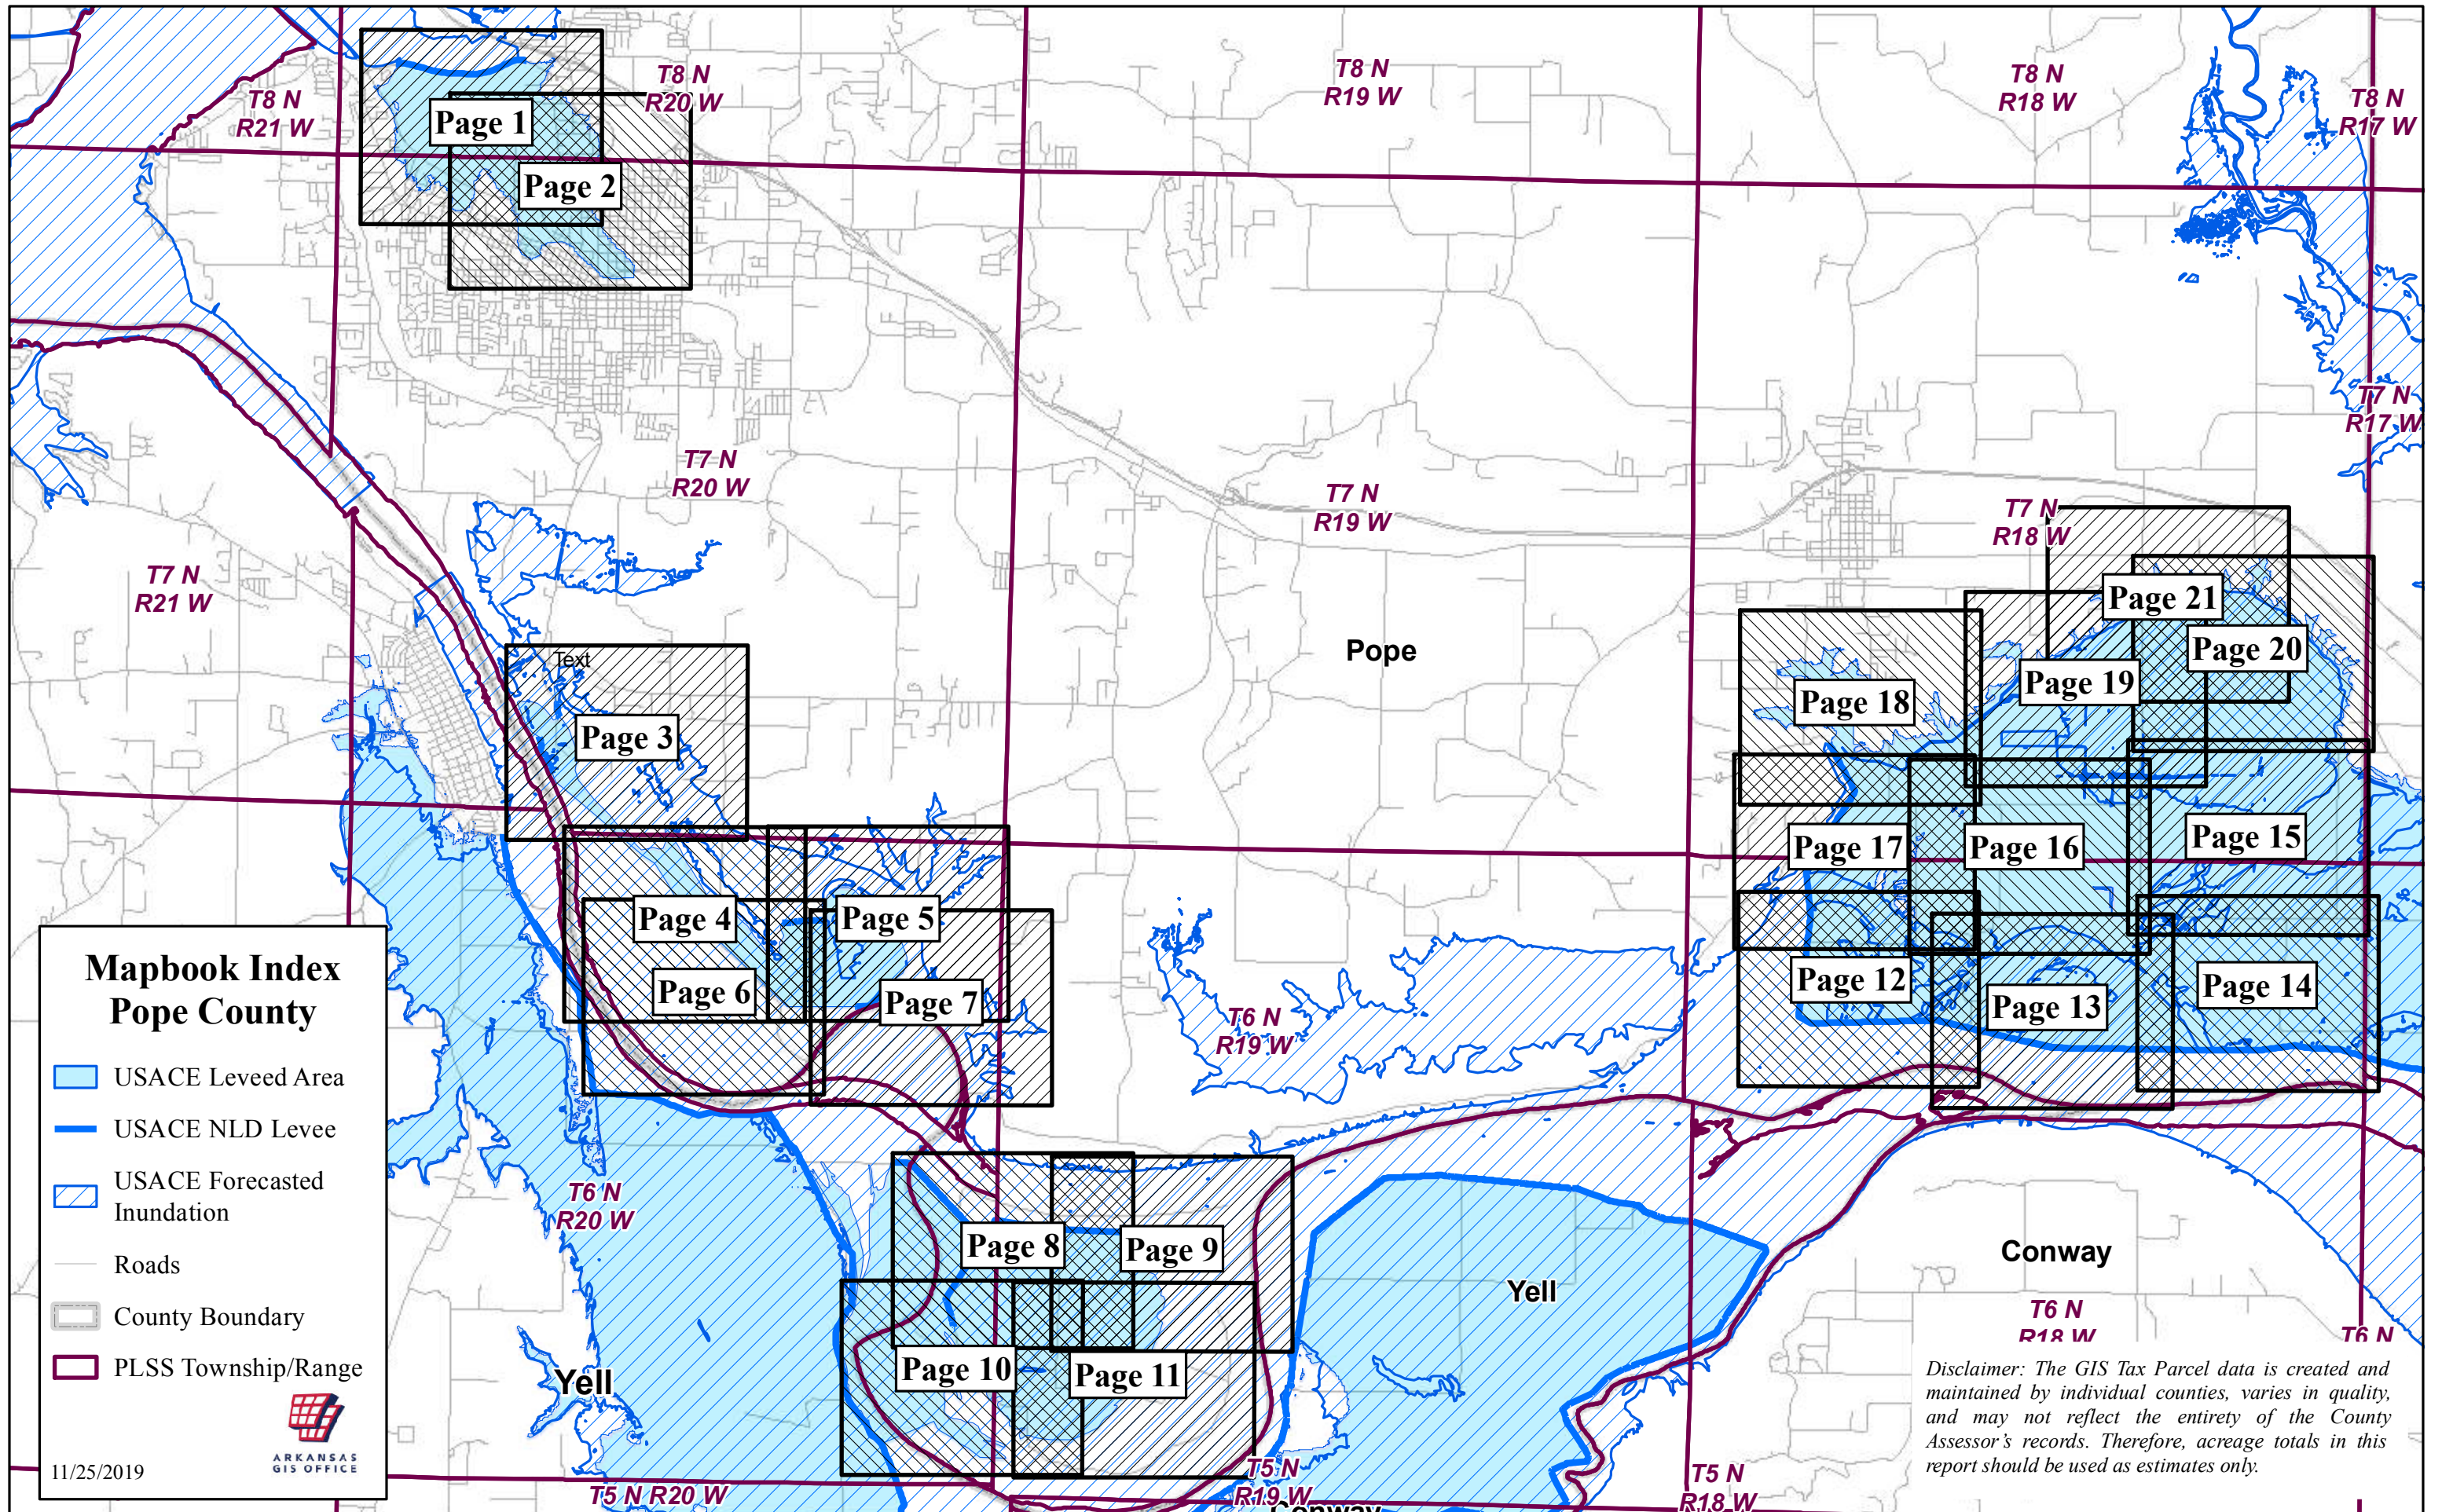 T8 N
R21 W
T8 N
R20 W
T8 N
R19 W
T8 N
R18 W
T8 N
R17 W
Page 1
Page 2
T7 N
R17 W
T7 N
R20 W
T7 N
R19 W
T7 N
R18 W
T7 N
R21 W
Page 21
Page 20
Page 19
Page 18
Pope
Text
Page 3
Page 17
Page 16
Page 15
Page 4
Page 5
Page 6
Page 7
Page 12
Page 13
Page 14
T6 N
R19 W
T6 N
R20 W
Page 8
Page 9
Page 10
Page 11
Yell
Yell
Conway
T6 N
R18 W
T6 N
T5 N R20 W
T5 N
R19 W
Conway
T5 N
R18 W
Mapbook Index
Pope County
USACE Leveed Area
USACE NLD Levee
USACE Forecasted
Inundation
Roads
County Boundary
PLSS Township/Range
ARKANSAS
GIS OFFICE
11/25/2019
Disclaimer: The GIS Tax Parcel data is created and
maintained by individual counties, varies in quality,
and may not reflect the entirety of the County
Assessor's records. Therefore, acreage totals in this
report should be used as estimates only.